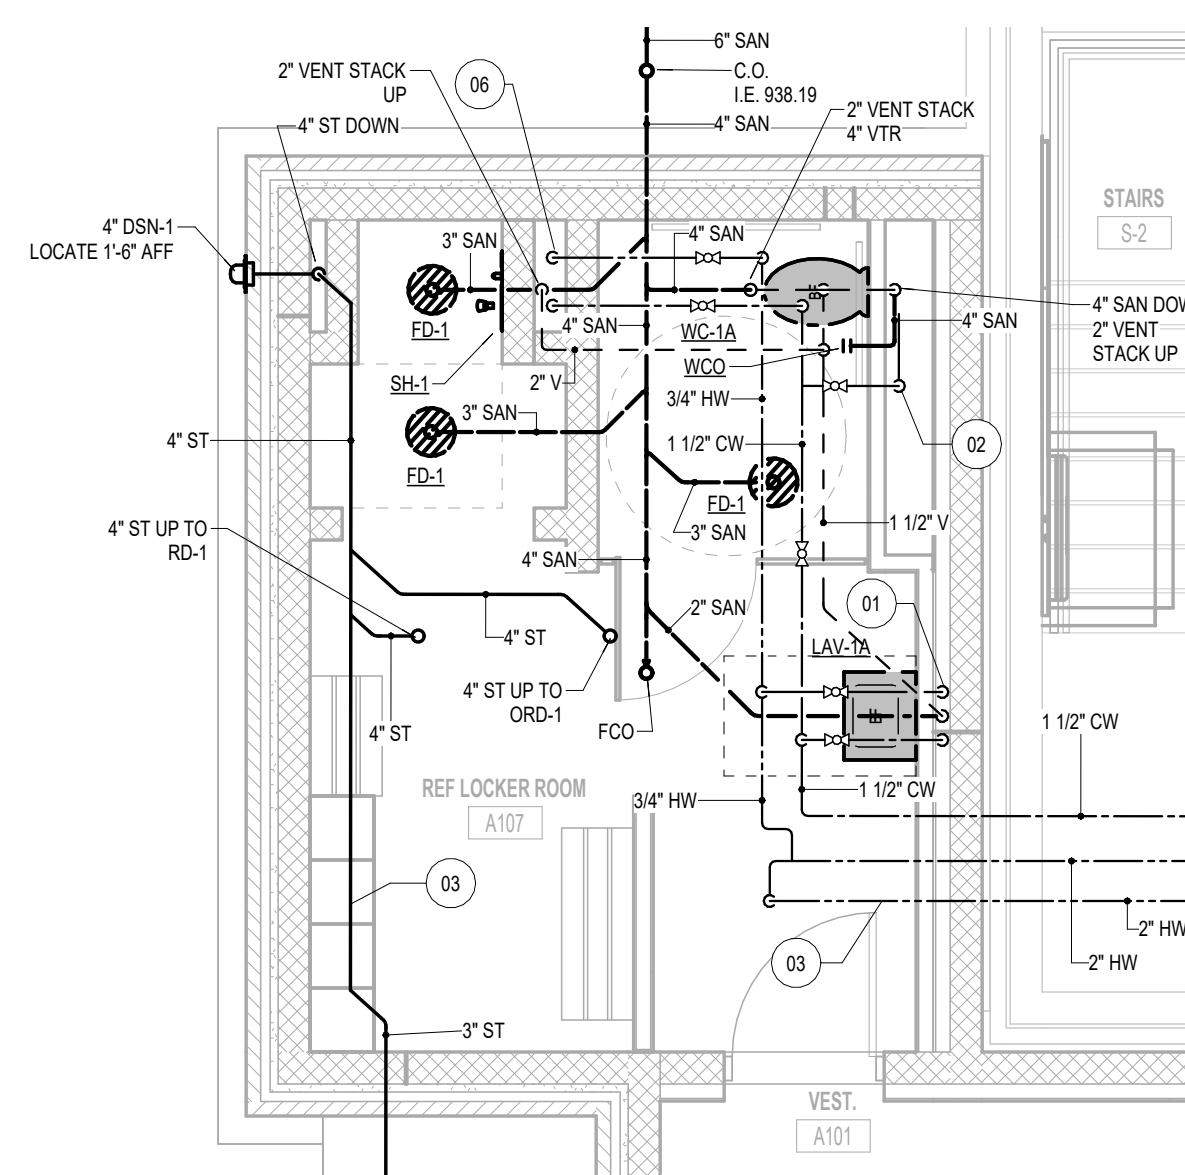 6" SAN
2" VENT STACK
UP
06
C.O.
I.E. 938.19
2" VENT STACK
4" VTR
4" ST DOWN
4" SAN
STAIRS
S-2
4" DSN-1
LOCATE 1'-6" AFF
3" SAN
4" SAN
BF
4" SAN DOW
2" VENT
STACK UP
FD-1
4" SAN
WC-1A
4" SAN
WCO
SH-1
2" V
3/4" HW
3" SAN
4" ST
1 1/2" CW
02
FD-1
FD-1
4" ST UP TO
RD-1
3" SAN
1 1/2" V
4" SAN
2" SAN
01
4" ST
LAV-1A
4" ST UP TO
ORD-1
4" ST
FCO
BF
1 1/2" CW
REF LOCKER ROOM
A107
3/4" HW
1 1/2" CW
03
2" HW
03
2" HW
3" ST
VEST.
A101